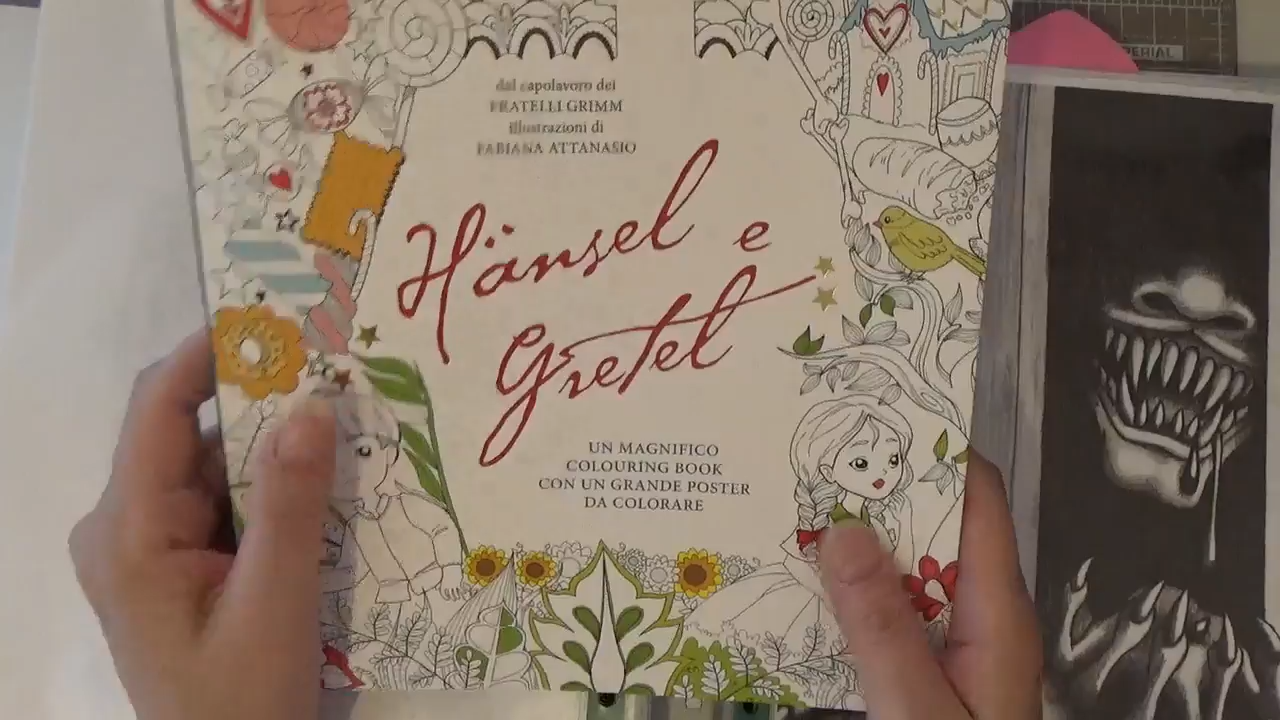 dal capolavoro dei
FRATELLI GRIMM
illustrazioni di
FABIANA ATTANASIO
Hänsel e
Gretel
UN MAGNIFICO
COLOURING BOOK
CON UN GRANDE POSTER
DA COLORARE